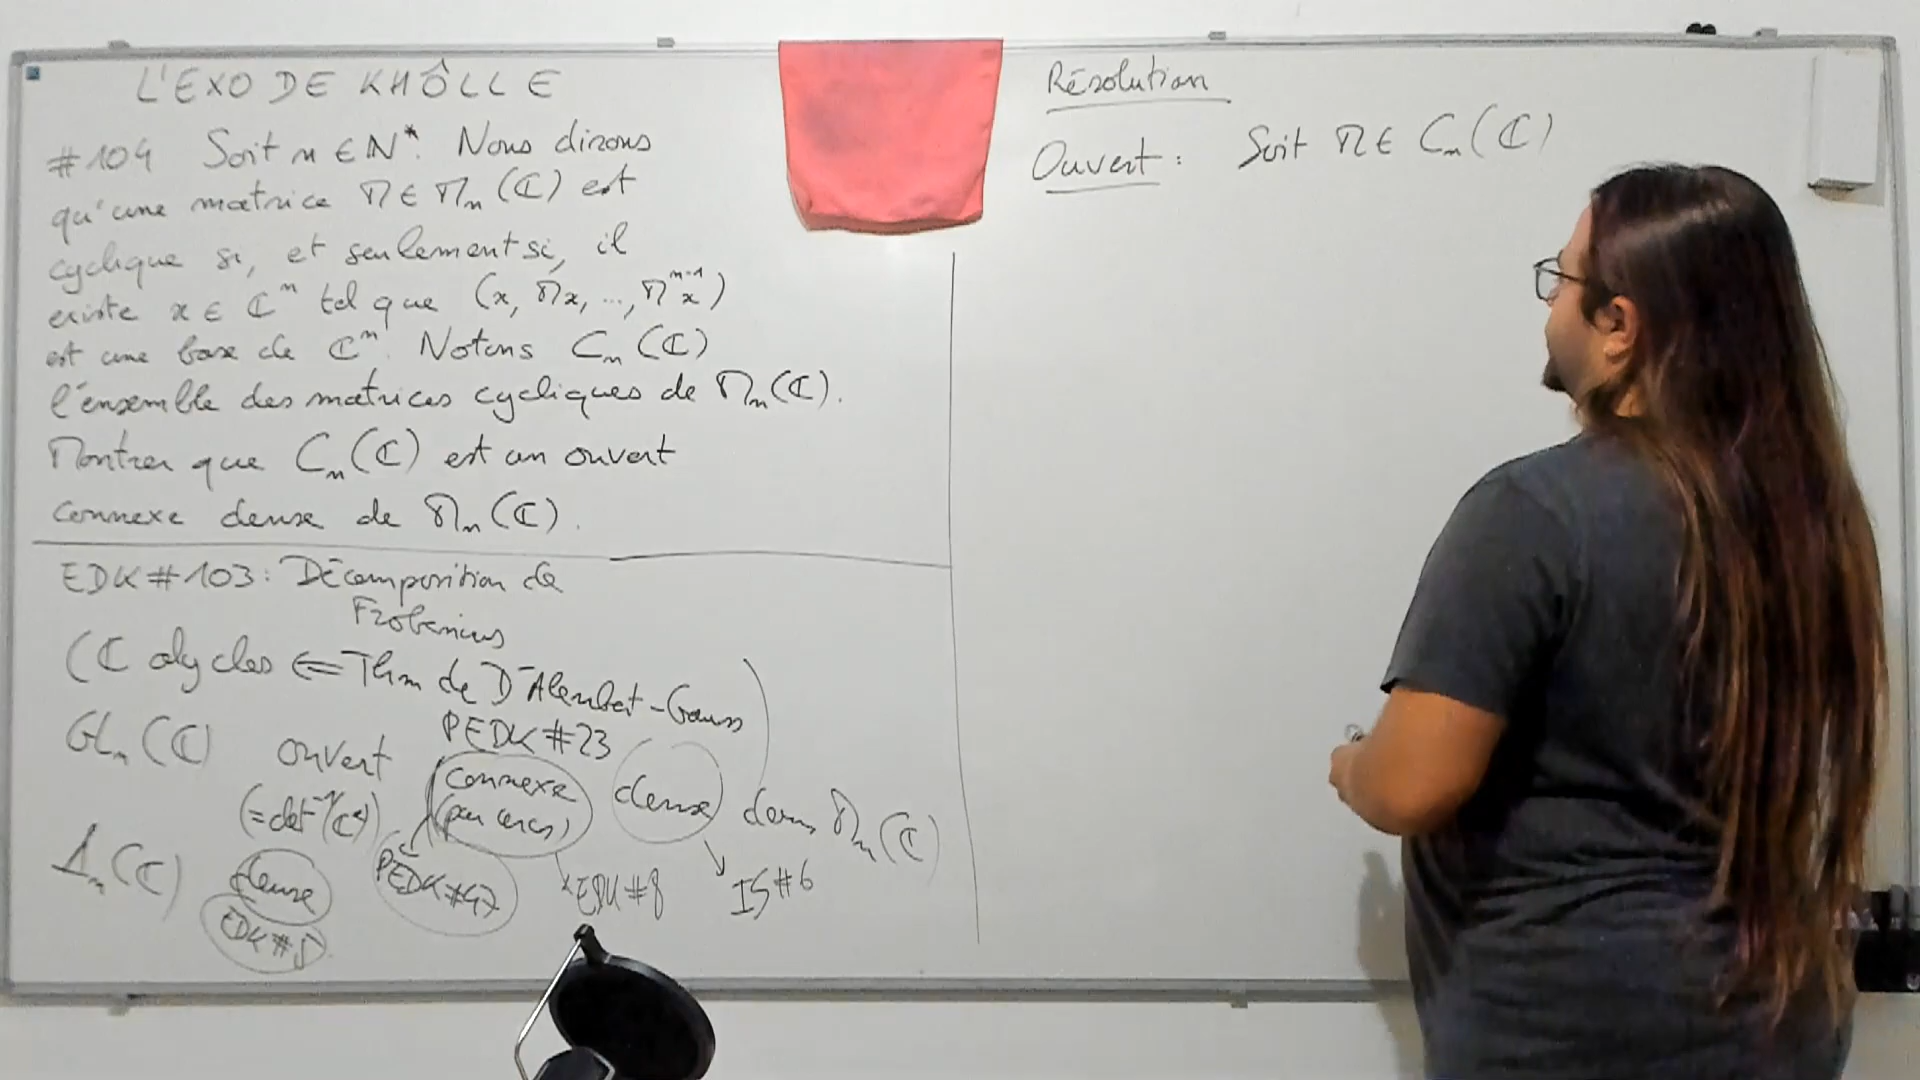 L'EXO DE KHÔLLE
#104 Soit n ∈ ℕ*. Nous dirons
qu'une matrice M ∈ Mₙ(ℂ) est
cyclique si, et seulement si, il
existe x ∈ ℂⁿ tel que (x, Mx, ..., Mⁿ⁻¹x)
est une base de ℂⁿ. Notons Cₙ(ℂ)
l'ensemble des matrices cycliques de Mₙ(ℂ).
Montrer que Cₙ(ℂ) est un ouvert
connexe dense de Mₙ(ℂ).
EDK #103: Décomposition de
Frobenius
(ℂ alg clos ⇐ Thm de D'Alembert-Gauss)
PEDK #23
GLₙ(ℂ) ouvert connexe dense dans Mₙ(ℂ)
(= det⁻¹(ℂ*)) (par arcs)
PEDK #47 EDK #8 IS #6
Δₙ(ℂ) dense
EDK #5
Résolution
Ouvert : Soit M ∈ Cₙ(ℂ)